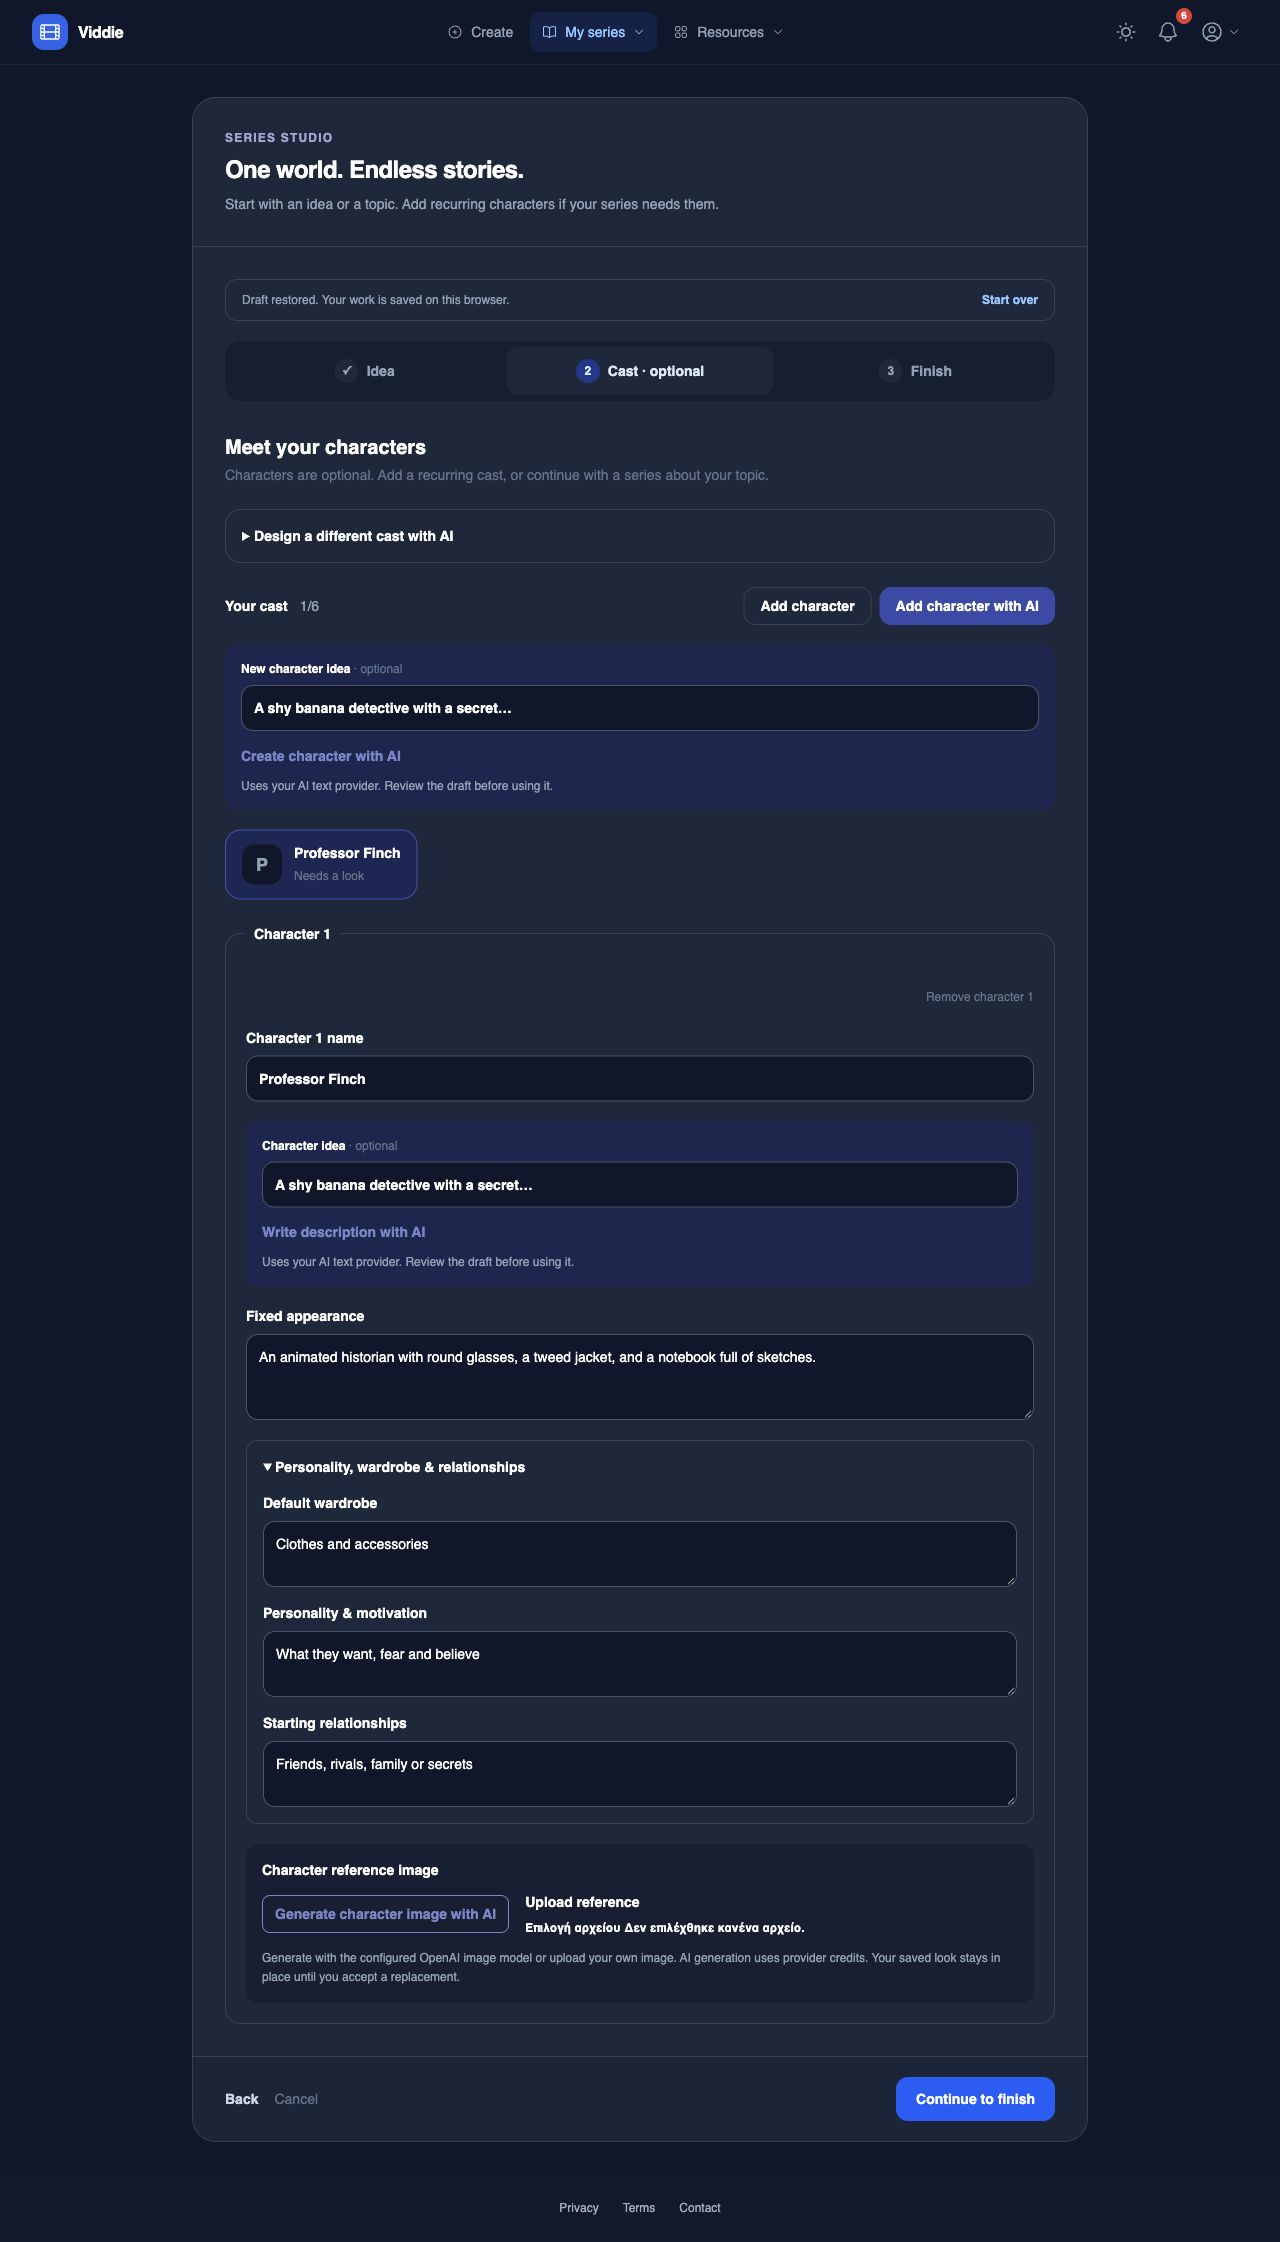 Viddie
Create
My series
Resources
6
SERIES STUDIO
One world. Endless stories.
Start with an idea or a topic. Add recurring characters if your series needs them.
Draft restored. Your work is saved on this browser.
Start over
✓ Idea
2 Cast · optional
3 Finish
Meet your characters
Characters are optional. Add a recurring cast, or continue with a series about your topic.
Design a different cast with AI
Your cast 1/6
Add character
Add character with AI
New character idea · optional
A shy banana detective with a secret…
Create character with AI
Uses your AI text provider. Review the draft before using it.
P
Professor Finch
Needs a look
Character 1
Remove character 1
Character 1 name
Professor Finch
Character idea · optional
A shy banana detective with a secret…
Write description with AI
Uses your AI text provider. Review the draft before using it.
Fixed appearance
An animated historian with round glasses, a tweed jacket, and a notebook full of sketches.
Personality, wardrobe & relationships
Default wardrobe
Clothes and accessories
Personality & motivation
What they want, fear and believe
Starting relationships
Friends, rivals, family or secrets
Character reference image
Generate character image with AI
Upload reference
Επιλογή αρχείου Δεν επιλέχθηκε κανένα αρχείο.
Generate with the configured OpenAI image model or upload your own image. AI generation uses provider credits. Your saved look stays in
place until you accept a replacement.
Back
Cancel
Continue to finish
Privacy
Terms
Contact